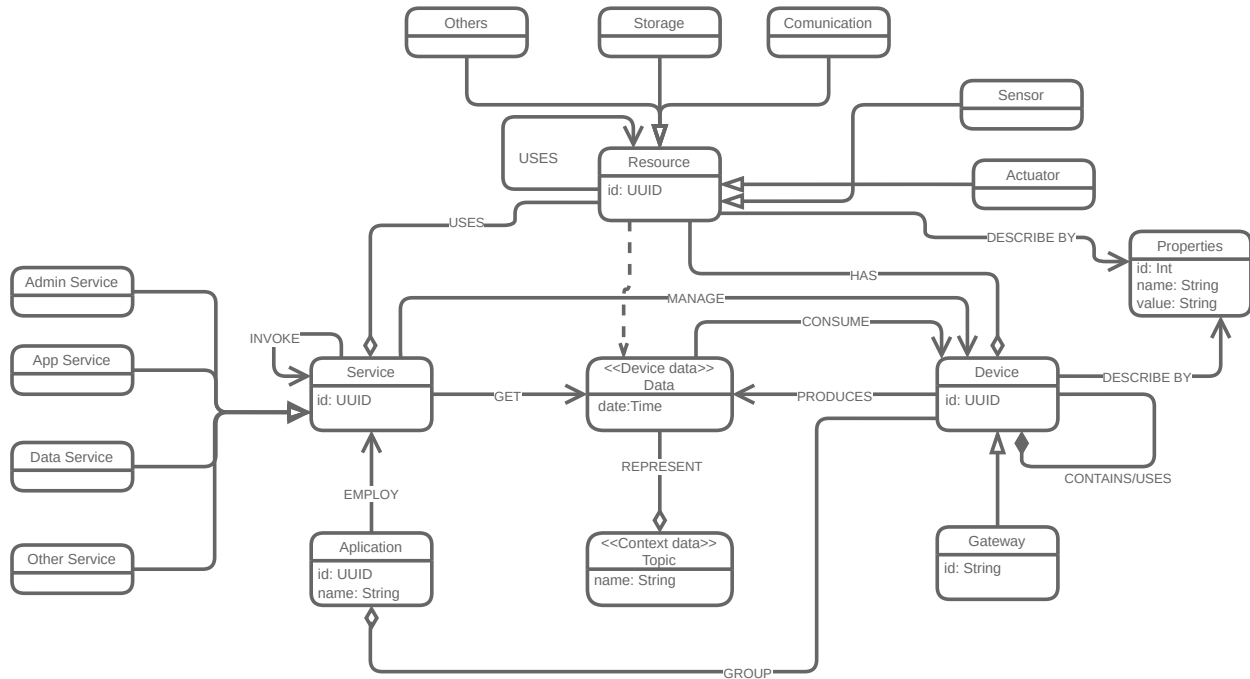 Others
Storage
Comunication
Sensor
USES
Resource
id: UUID
Actuator
USES
DESCRIBE BY
Properties
id: Int
name: String
value: String
Admin Service
HAS
MANAGE
INVOKE
CONSUME
App Service
Service
id: UUID
<<Device data>>
Data
date:Time
Device
id: UUID
DESCRIBE BY
GET
PRODUCES
Data Service
REPRESENT
CONTAINS/USES
EMPLOY
Other Service
Aplication
id: UUID
name: String
<<Context data>>
Topic
name: String
Gateway
id: String
GROUP